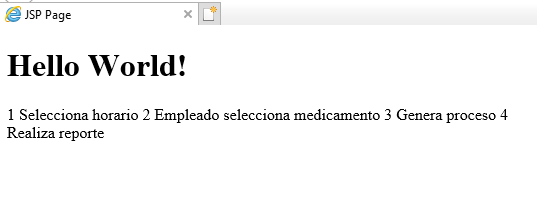 JSP Page
Hello World!
1 Selecciona horario 2 Empleado selecciona medicamento 3 Genera proceso 4
Realiza reporte